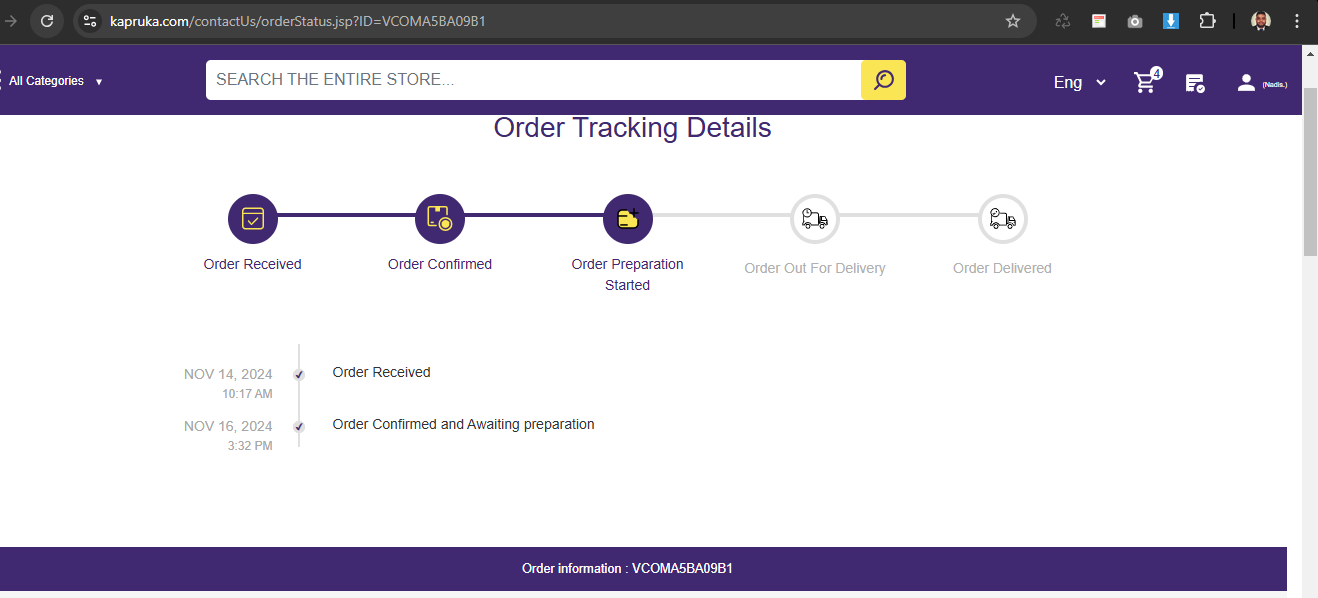 kapruka.com/contactUs/orderStatus.jsp?ID=VCOMA5BA09B1
All Categories
SEARCH THE ENTIRE STORE...
Eng
4
(Nadis.)
Order Tracking Details
Order Received
Order Confirmed
Order Preparation
Started
Order Out For Delivery
Order Delivered
NOV 14, 2024
10:17 AM
Order Received
NOV 16, 2024
3:32 PM
Order Confirmed and Awaiting preparation
Order information : VCOMA5BA09B1